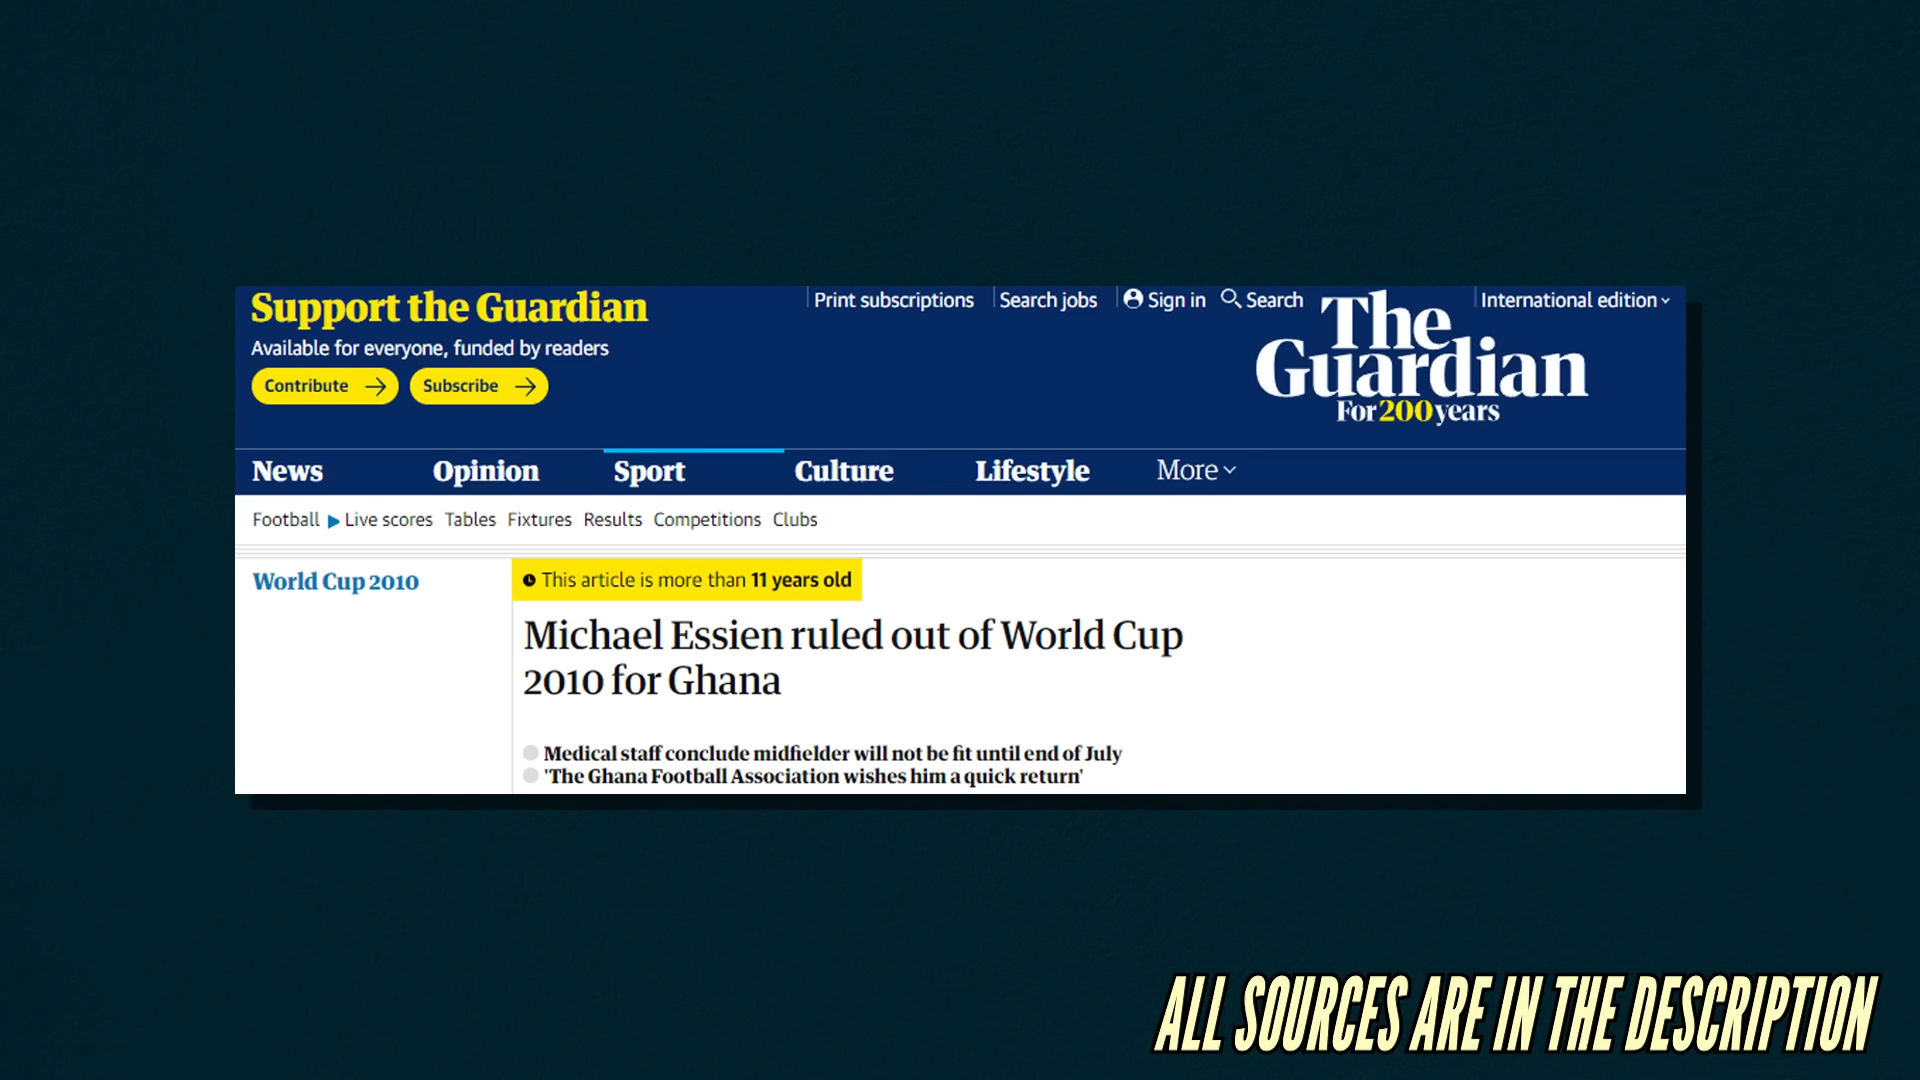 Support the Guardian
Available for everyone, funded by readers
Contribute
Subscribe
Print subscriptions
Search jobs
Sign in
Search
International edition
The
Guardian
For 200 years
News
Opinion
Sport
Culture
Lifestyle
More
Football
Live scores
Tables
Fixtures
Results
Competitions
Clubs
World Cup 2010
This article is more than 11 years old
Michael Essien ruled out of World Cup
2010 for Ghana
Medical staff conclude midfielder will not be fit until end of July
'The Ghana Football Association wishes him a quick return'
ALL SOURCES ARE IN THE DESCRIPTION